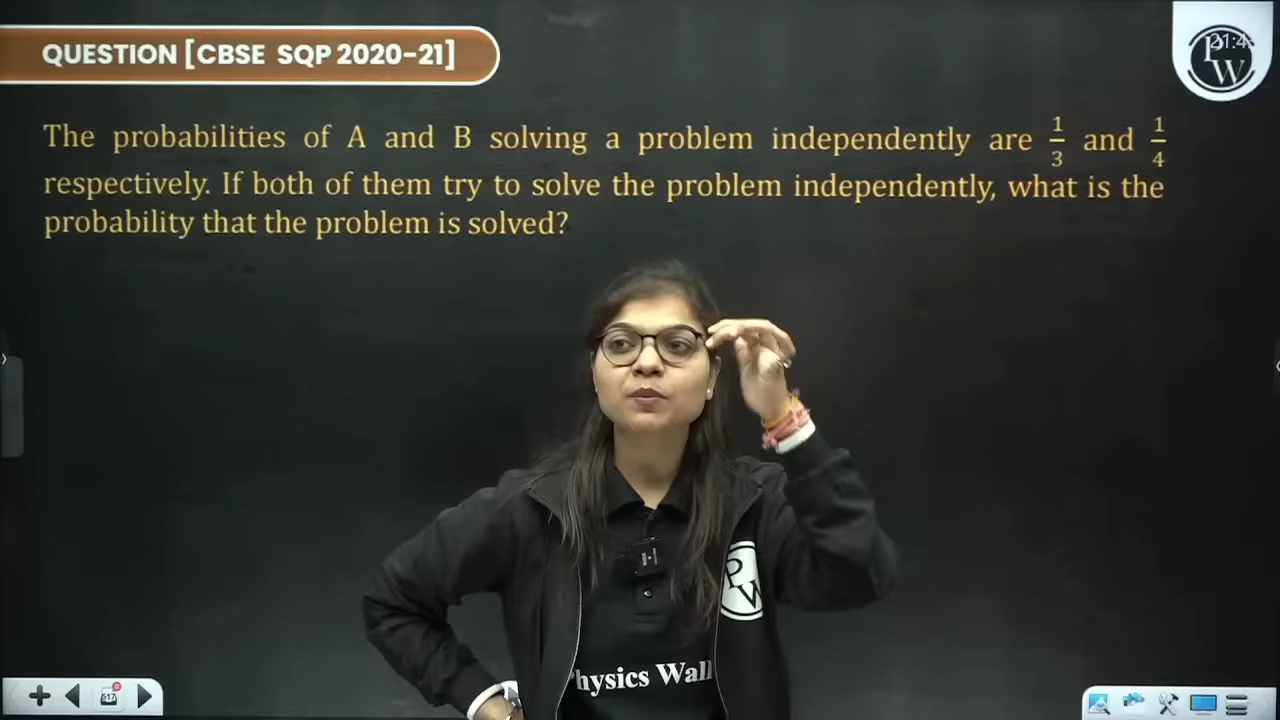 QUESTION [CBSE SQP 2020-21]
The probabilities of A and B solving a problem independently are 1/3 and 1/4
respectively. If both of them try to solve the problem independently, what is the
probability that the problem is solved?
PW
PW
Physics Wall